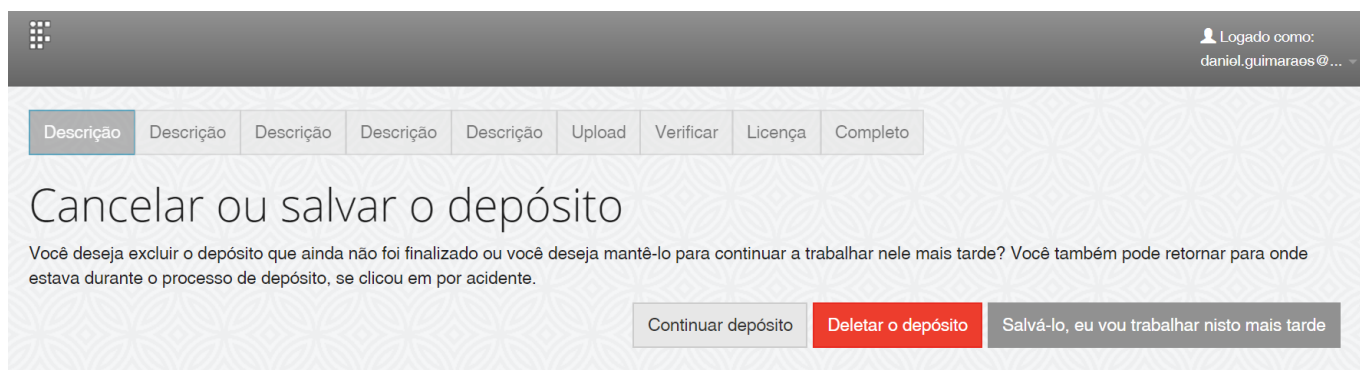 Logado como:
daniel.guimaraes@...
Descrição Descrição Descrição Descrição Descrição Upload Verificar Licença Completo
Cancelar ou salvar o depósito
Você deseja excluir o depósito que ainda não foi finalizado ou você deseja mantê-lo para continuar a trabalhar nele mais tarde? Você também pode retornar para onde
estava durante o processo de depósito, se clicou em por acidente.
Continuar depósito Deletar o depósito Salvá-lo, eu vou trabalhar nisto mais tarde